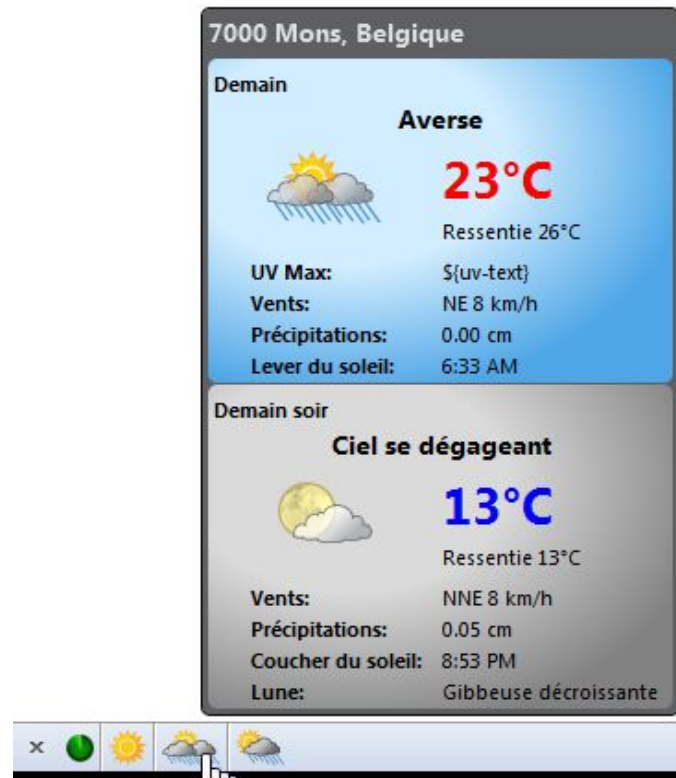 7000 Mons, Belgique
Demain
Averse
23°C
Ressentie 26°C
UV Max: ${uv-text}
Vents: NE 8 km/h
Précipitations: 0.00 cm
Lever du soleil: 6:33 AM
Demain soir
Ciel se dégageant
13°C
Ressentie 13°C
Vents: NNE 8 km/h
Précipitations: 0.05 cm
Coucher du soleil: 8:53 PM
Lune: Gibbeuse décroissante